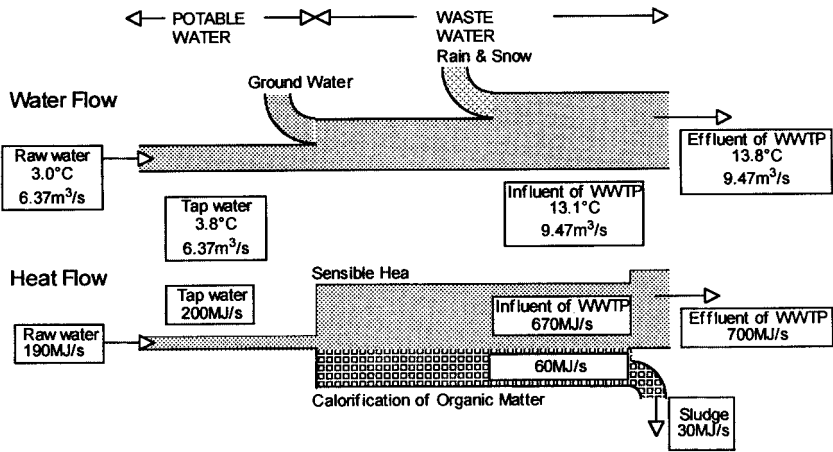 POTABLE
WATER
WASTE
WATER
Rain & Snow
Ground Water
Water Flow
Raw water
3.0°C
6.37m³/s
Effluent of WWTP
13.8°C
9.47m³/s
Tap water
3.8°C
6.37m³/s
Influent of WWTP
13.1°C
9.47m³/s
Heat Flow
Sensible Hea
Tap water
200MJ/s
Influent of WWTP
670MJ/s
Effluent of WWTP
700MJ/s
Raw water
190MJ/s
60MJ/s
Calorification of Organic Matter
Sludge
30MJ/s